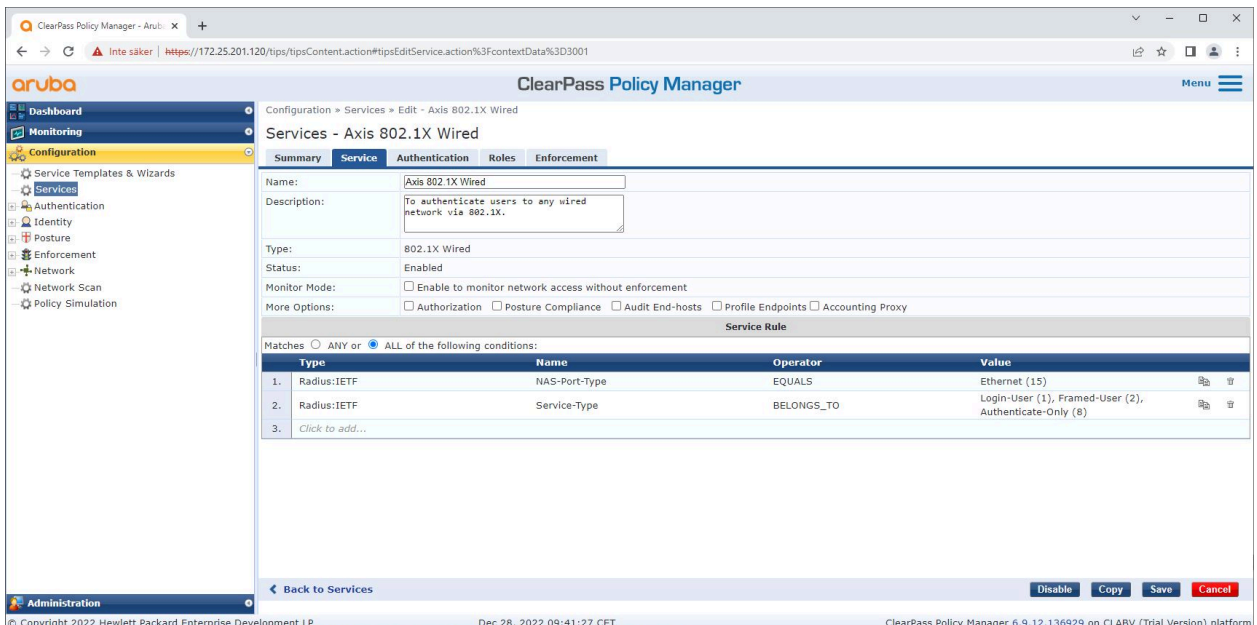 ClearPass Policy Manager - Arub
Inte säker | https://172.25.201.120/tips/tipsContent.action#tipsEditService.action%3FcontextData%3D3001
aruba
ClearPass Policy Manager
Menu
Dashboard
Monitoring
Configuration
Service Templates & Wizards
Services
Authentication
Identity
Posture
Enforcement
Network
Network Scan
Policy Simulation
Administration
Configuration » Services » Edit - Axis 802.1X Wired
Services - Axis 802.1X Wired
Summary Service Authentication Roles Enforcement
Name: Axis 802.1X Wired
Description: To authenticate users to any wired
network via 802.1X.
Type: 802.1X Wired
Status: Enabled
Monitor Mode: Enable to monitor network access without enforcement
More Options: Authorization Posture Compliance Audit End-hosts Profile Endpoints Accounting Proxy
Service Rule
Matches ANY or ALL of the following conditions:
Type Name Operator Value
1. Radius:IETF NAS-Port-Type EQUALS Ethernet (15)
2. Radius:IETF Service-Type BELONGS_TO Login-User (1), Framed-User (2),
Authenticate-Only (8)
3. Click to add...
Back to Services Disable Copy Save Cancel
© Copyright 2022 Hewlett Packard Enterprise Development LP Dec 28, 2022 09:41:27 CET ClearPass Policy Manager 6.9.12.136929 on CLABV (Trial Version) platform